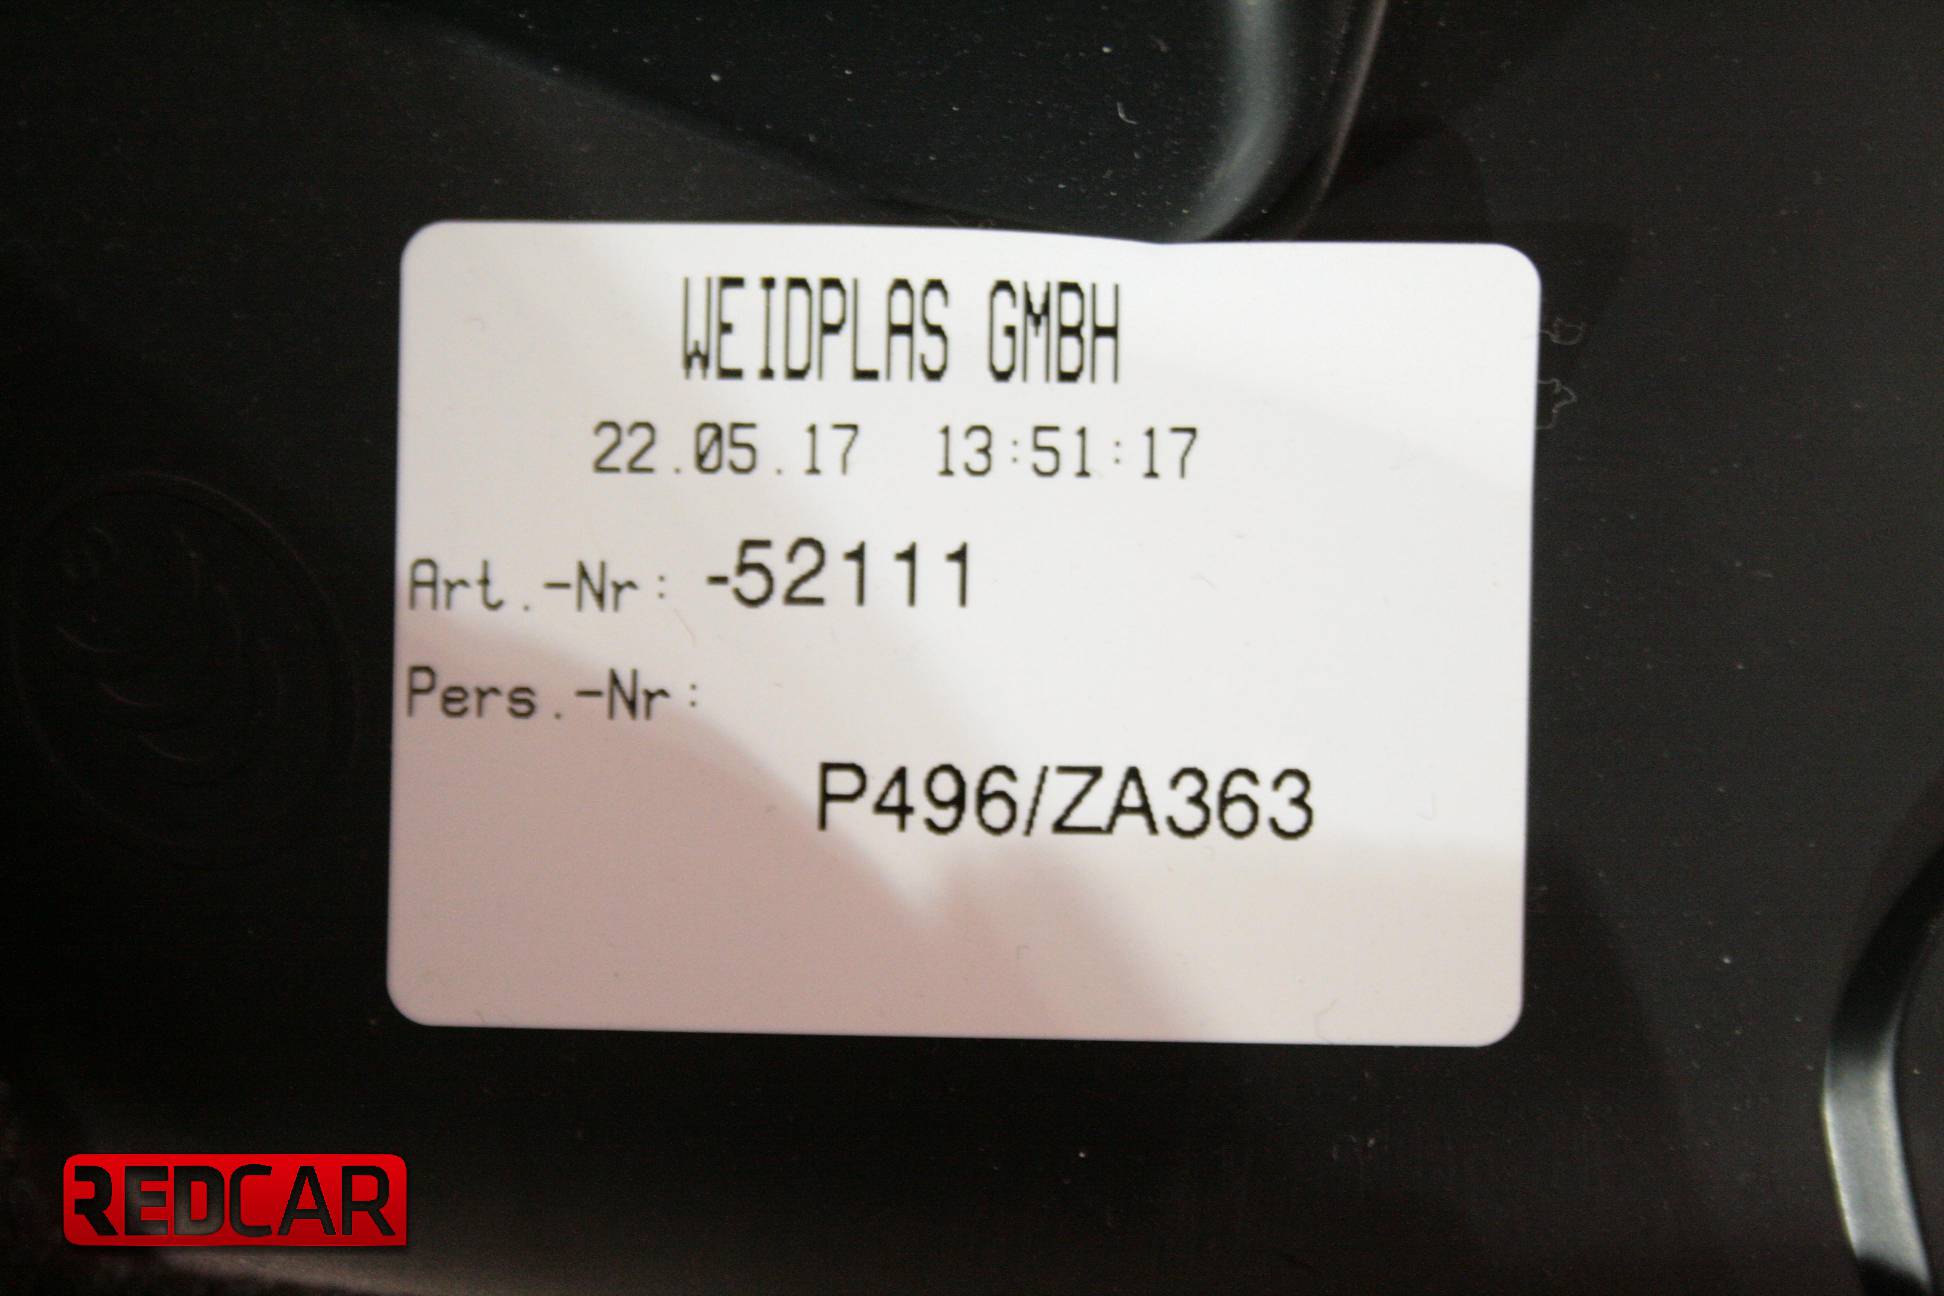 WEIDPLAS GMBH
22.05.17 13:51:17
Art.-Nr: -52111
Pers.-Nr:
P496/ZA363
REDCAR